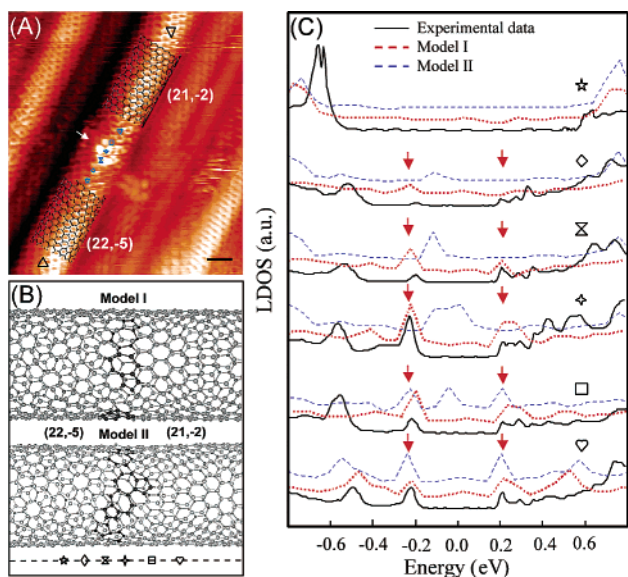 (A)
(21,-2)
(22,-5)
(B)
Model I
(22,-5) (21,-2)
Model II
(C)
Experimental data
Model I
Model II
LDOS (a.u.)
-0.6 -0.4 -0.2 0.0 0.2 0.4 0.6
Energy (eV)